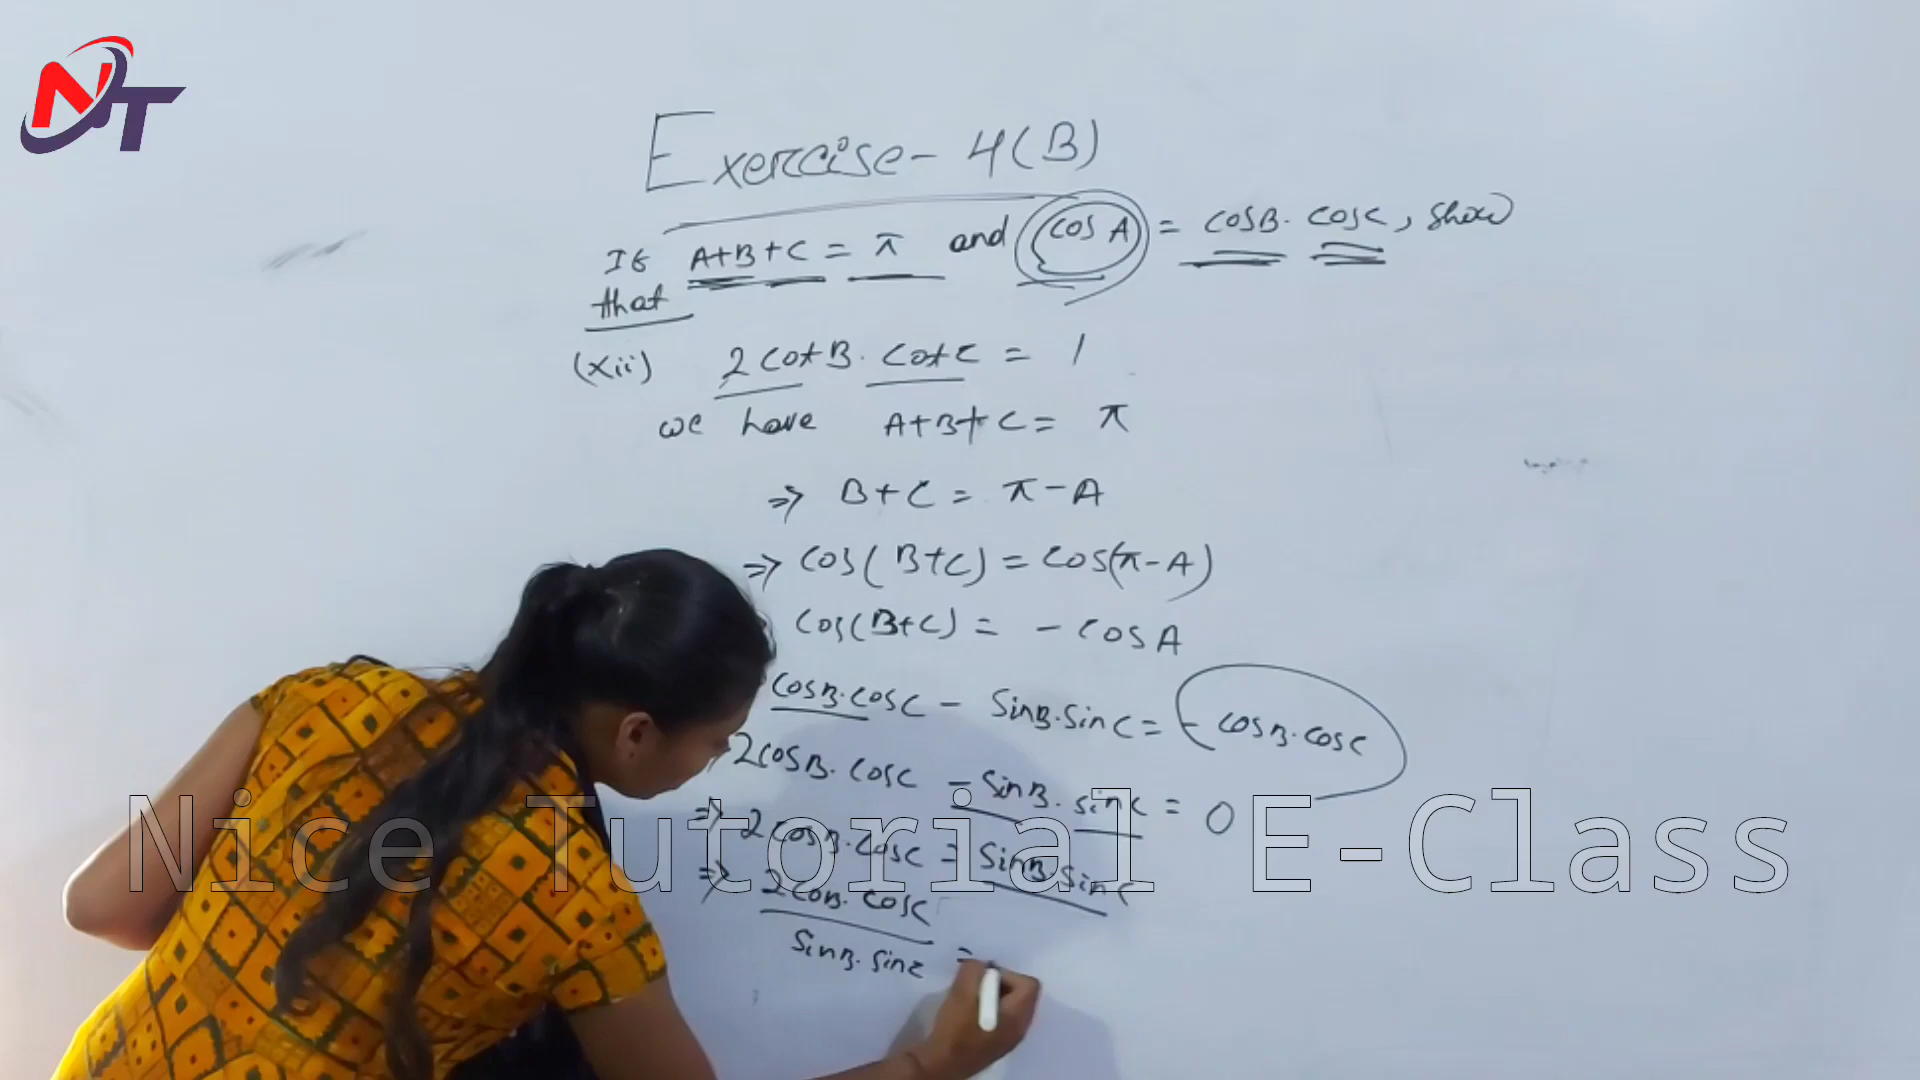 NT
Exercise - 4(B)
If A+B+C = π and cos A = cosB. cosC, show
that
(xii) 2cotB. cotC = 1
we have A+B+C = π
=> B+C = π-A
=> cos(B+C) = cos(π-A)
cos(B+C) = - cos A
cosB.cosC - sinB.sinC = - cosB.cosC
2cosB. cosC - sinB. sinC = 0
=> 2cosB.cosC = sinB.sinC
=> 2cosB. cosC
sinB. sinC =
Nice Tutorial E-Class